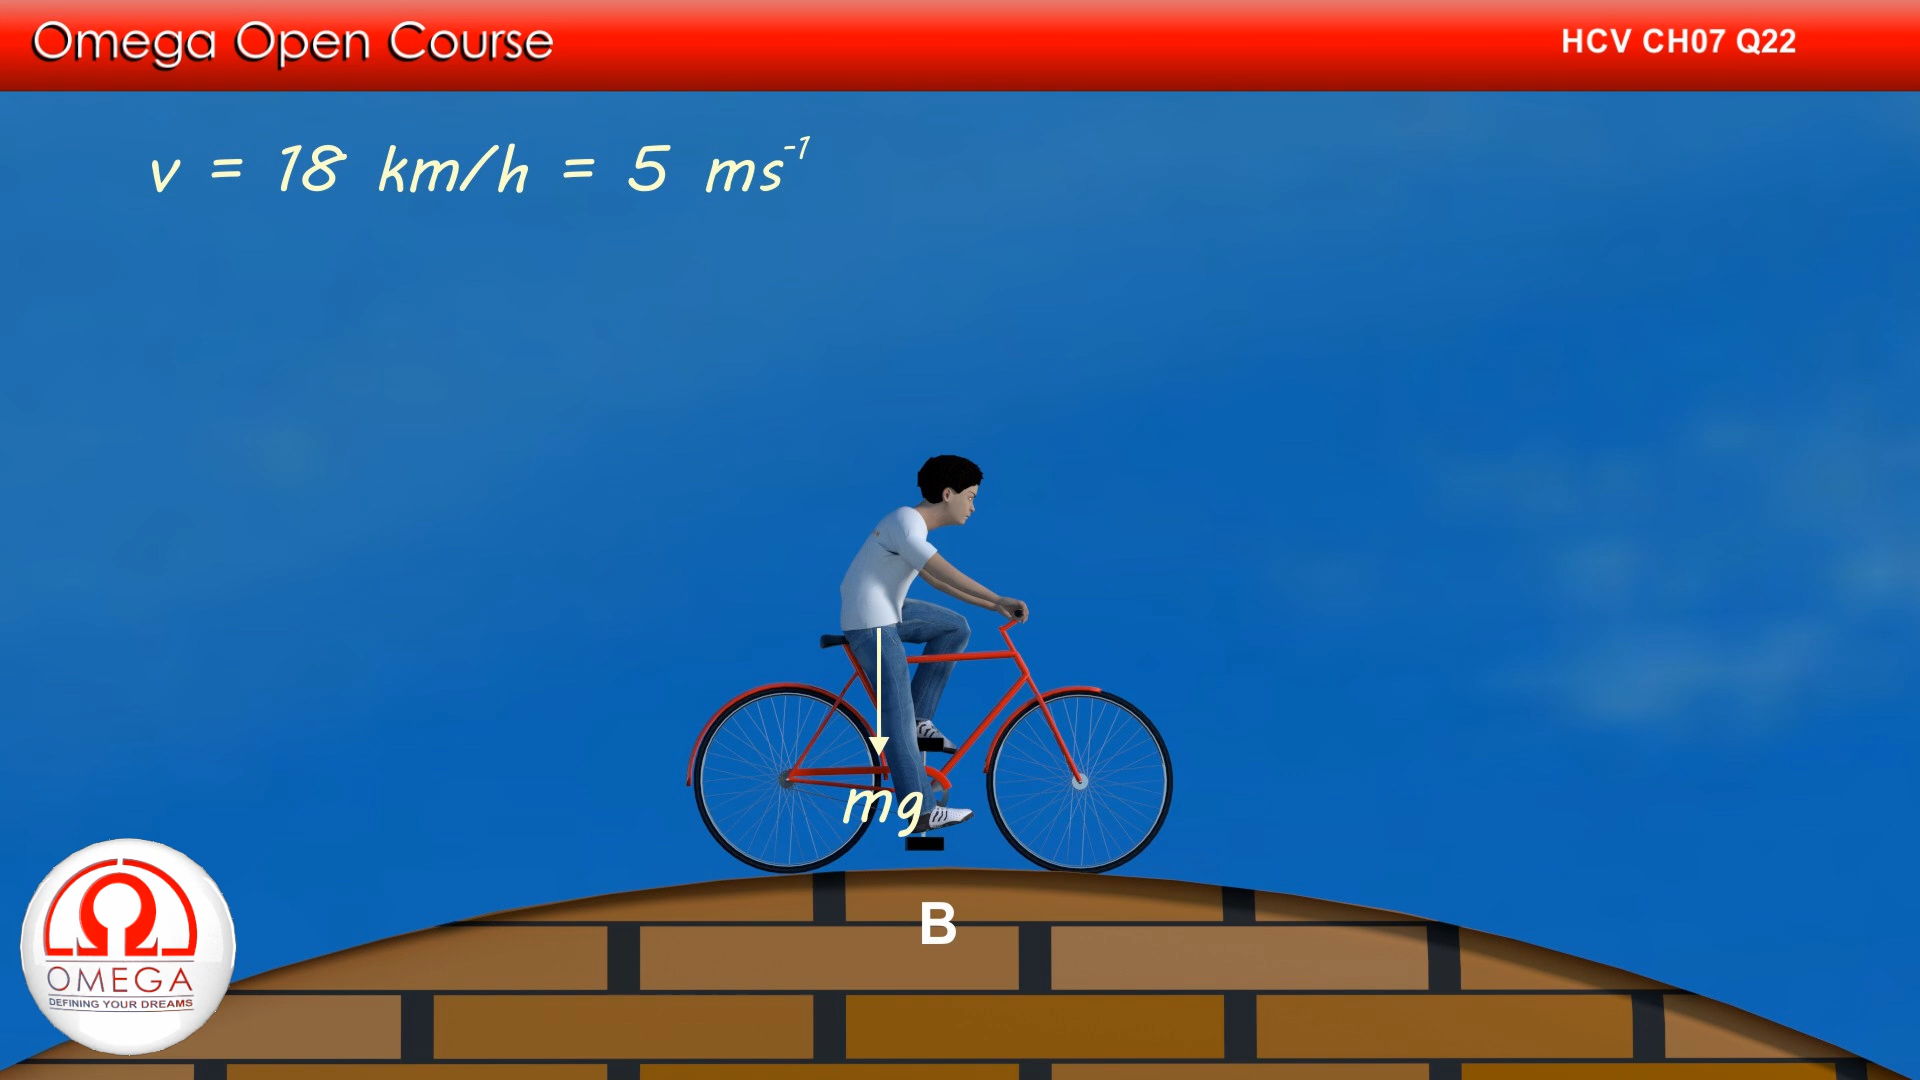 Omega Open Course
HCV CH07 Q22
v = 18 km/h = 5 ms⁻¹
mg
B
Ω
OMEGA
DEFINING YOUR DREAMS